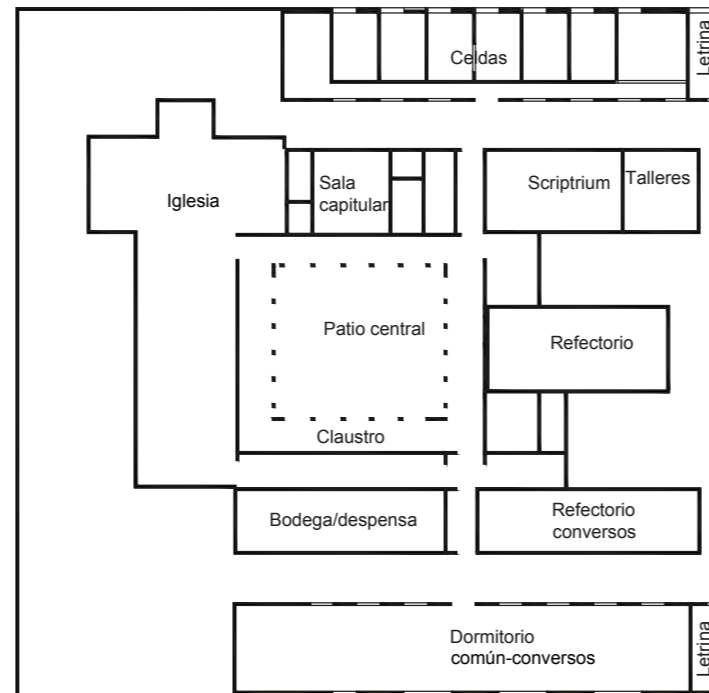 Celdas
Letrina
Iglesia
Sala
capitular
Scriptrium
Talleres
Patio central
Refectorio
Claustro
Bodega/despensa
Refectorio
conversos
Dormitorio
común-conversos
Letrina